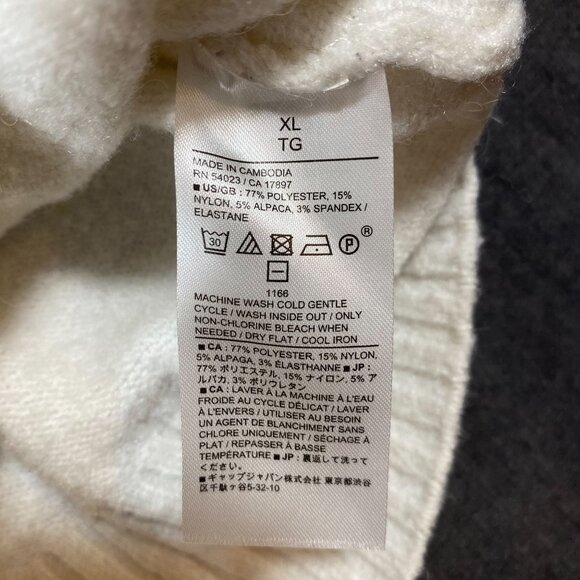 XL
TG
MADE IN CAMBODIA
RN 54023 / CA 17897
■ US/GB : 77% POLYESTER, 15%
NYLON, 5% ALPACA, 3% SPANDEX /
ELASTANE
30 P ®
1166
MACHINE WASH COLD GENTLE
CYCLE / WASH INSIDE OUT / ONLY
NON-CHLORINE BLEACH WHEN
NEEDED / DRY FLAT / COOL IRON
■ CA : 77% POLYESTER, 15% NYLON,
5% ALPAGA, 3% ÉLASTHANNE ■ JP :
77% ポリエステル, 15% ナイロン, 5% ア
ルパカ, 3% ポリウレタン
■ CA : LAVER À LA MACHINE À L'EAU
FROIDE AU CYCLE DÉLICAT / LAVER
À L'ENVERS / UTILISER AU BESOIN
UN AGENT DE BLANCHIMENT SANS
CHLORE UNIQUEMENT / SÉCHAGE À
PLAT / REPASSER À BASSE
TEMPÉRATURE ■ JP : 裏返して洗って
ください。
■ ギャップジャパン株式会社 東京都渋谷
区千駄ヶ谷5-32-10